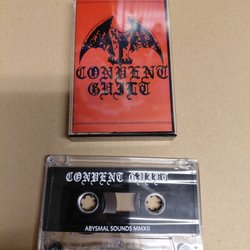 CONVENT
GUILT
CONVENT GUILT
ABYSMAL SOUNDS MMXII